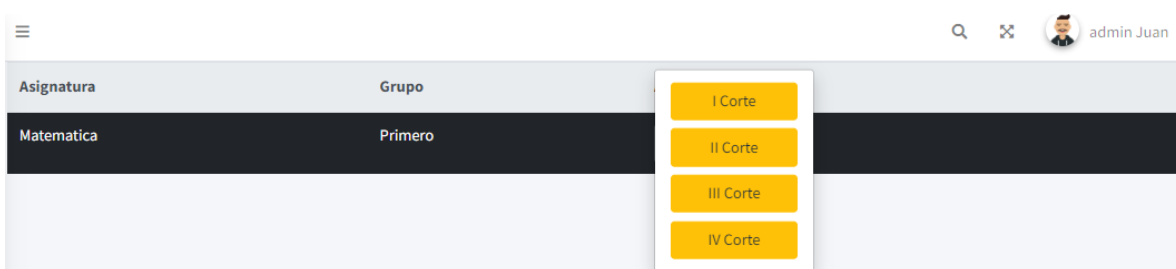 admin Juan
Asignatura Grupo
I Corte
Matematica Primero
II Corte
III Corte
IV Corte